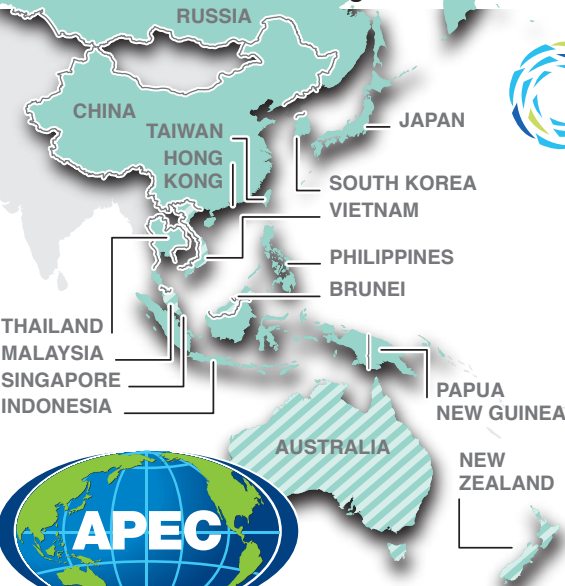 RUSSIA
CHINA
TAIWAN
HONG
KONG
JAPAN
SOUTH KOREA
VIETNAM
PHILIPPINES
BRUNEI
THAILAND
MALAYSIA
SINGAPORE
INDONESIA
PAPUA
NEW GUINEA
AUSTRALIA
NEW
ZEALAND
APEC